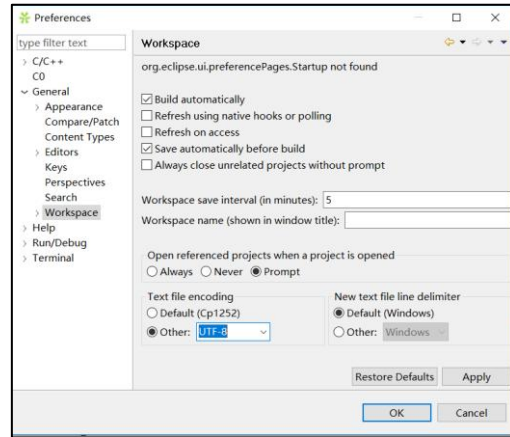 Preferences
type filter text
C/C++
C0
General
Appearance
Compare/Patch
Content Types
Editors
Keys
Perspectives
Search
Workspace
Help
Run/Debug
Terminal
Workspace
org.eclipse.ui.preferencePages.Startup not found
Build automatically
Refresh using native hooks or polling
Refresh on access
Save automatically before build
Always close unrelated projects without prompt
Workspace save interval (in minutes): 5
Workspace name (shown in window title):
Open referenced projects when a project is opened
Always Never Prompt
Text file encoding
Default (Cp1252)
Other: UTF-8
New text file line delimiter
Default (Windows)
Other: Windows
Restore Defaults Apply
OK Cancel